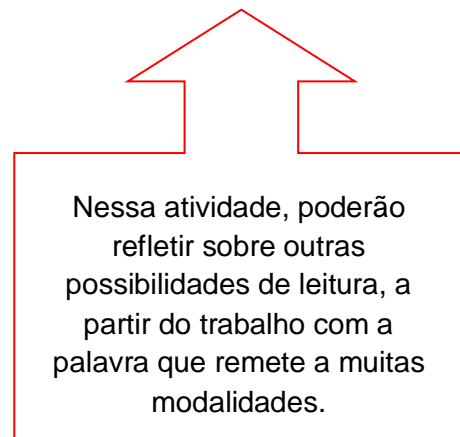 Nessa atividade, poderão
refletir sobre outras
possibilidades de leitura, a
partir do trabalho com a
palavra que remete a muitas
modalidades.